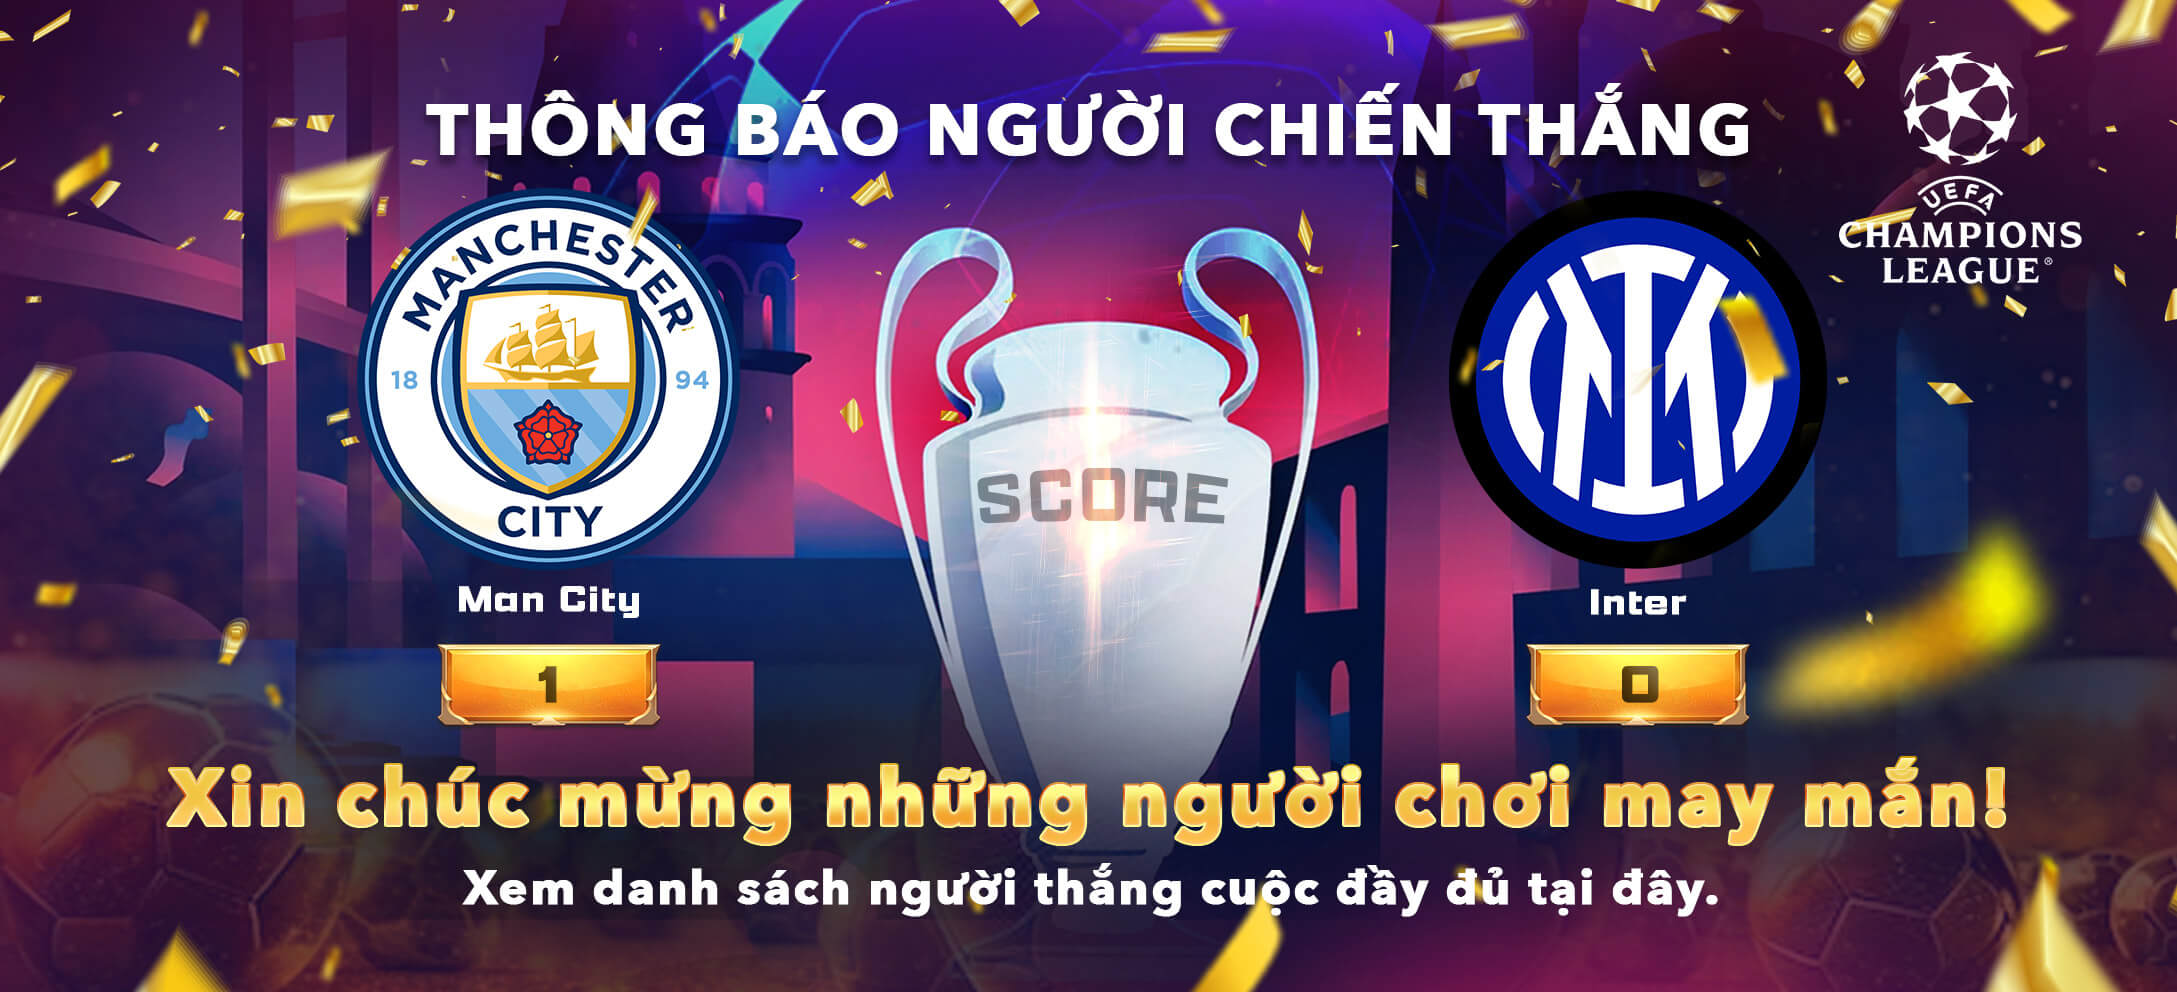 THÔNG BÁO NGƯỜI CHIẾN THẮNG
UEFA
CHAMPIONS
LEAGUE®
MANCHESTER
18 94
CITY
SCORE
IM
Man City
Inter
1
0
Xin chúc mừng những người chơi may mắn!
Xem danh sách người thắng cuộc đầy đủ tại đây.